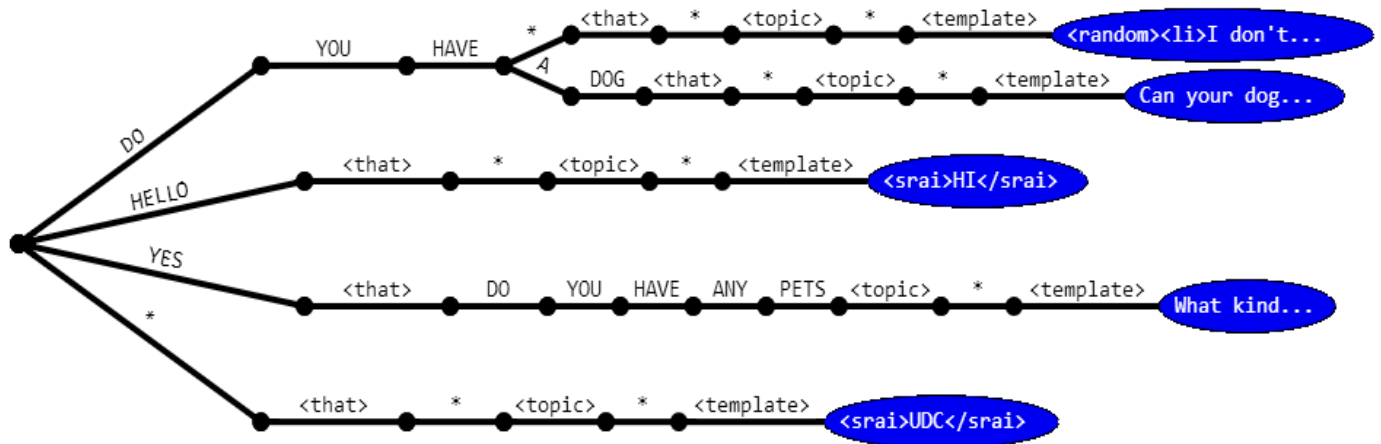 <that> * <topic> * <template>
* <random><li>I don't...
YOU HAVE
A DOG <that> * <topic> * <template>
Can your dog...
DO
<that> * <topic> * <template>
HELLO <srai>HI</srai>
YES
<that> DO YOU HAVE ANY PETS <topic> * <template>
What kind...
*
<that> * <topic> * <template>
<srai>UDC</srai>